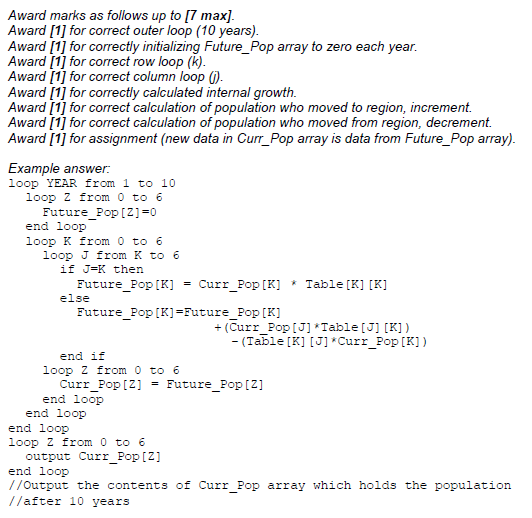 Award marks as follows up to [7 max].
Award [1] for correct outer loop (10 years).
Award [1] for correctly initializing Future_Pop array to zero each year.
Award [1] for correct row loop (k).
Award [1] for correct column loop (j).
Award [1] for correctly calculated internal growth.
Award [1] for correct calculation of population who moved to region, increment.
Award [1] for correct calculation of population who moved from region, decrement.
Award [1] for assignment (new data in Curr_Pop array is data from Future_Pop array).
Example answer:
loop YEAR from 1 to 10
loop Z from 0 to 6
Future_Pop[Z]=0
end loop
loop K from 0 to 6
loop J from K to 6
if J=K then
Future_Pop[K] = Curr_Pop[K] * Table[K][K]
else
Future_Pop[K]=Future_Pop[K]
+(Curr_Pop[J]*Table[J][K])
-(Table[K][J]*Curr_Pop[K])
end if
loop Z from 0 to 6
Curr_Pop[Z] = Future_Pop[Z]
end loop
end loop
end loop
loop Z from 0 to 6
output Curr_Pop[Z]
end loop
//Output the contents of Curr_Pop array which holds the population
//after 10 years